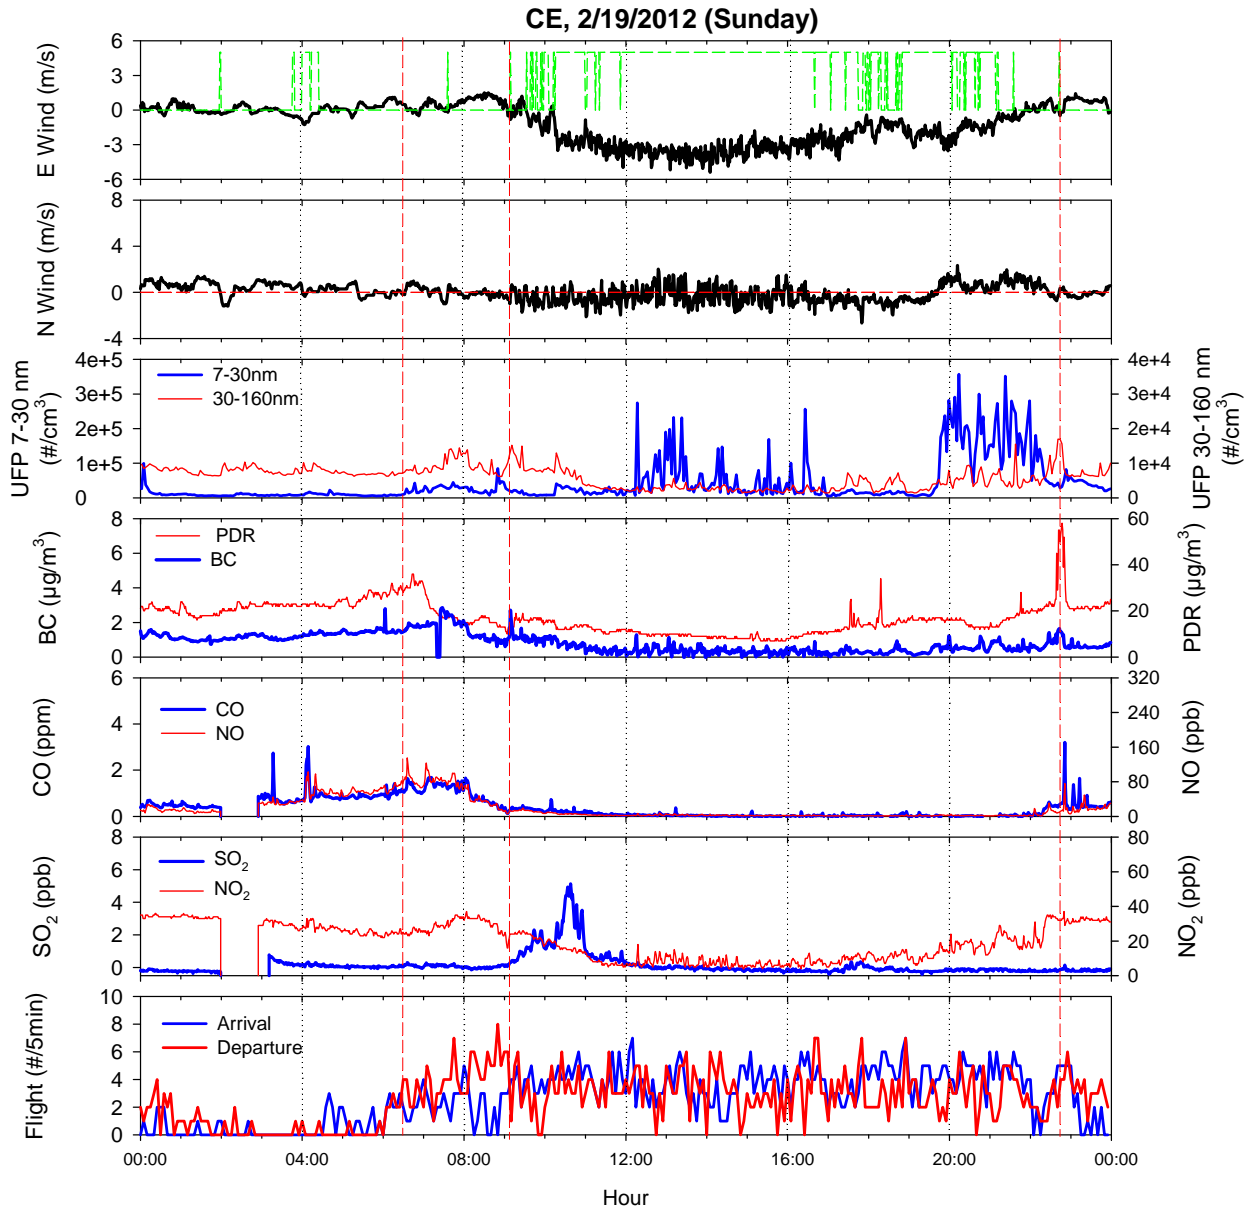 CE, 2/19/2012 (Sunday)
E Wind (m/s)
6
3
0
-3
-6
N Wind (m/s)
8
4
0
-4
UFP 7-30 nm
(#/cm³)
4e+5
3e+5
2e+5
1e+5
0
7-30nm
30-160nm
4e+4
3e+4
2e+4
1e+4
0
UFP 30-160 nm
(#/cm³)
BC (µg/m³)
8
6
4
2
0
PDR
BC
60
40
20
0
PDR (µg/m³)
CO (ppm)
6
4
2
0
CO
NO
320
240
160
80
0
NO (ppb)
SO₂ (ppb)
8
6
4
2
0
SO₂
NO₂
80
60
40
20
0
NO₂ (ppb)
Flight (#/5min)
10
8
6
4
2
0
Arrival
Departure
00:00 04:00 08:00 12:00 16:00 20:00 00:00
Hour